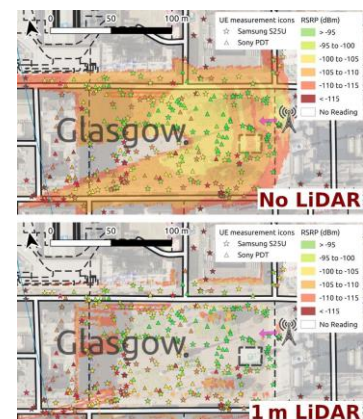 0 50 100 m
UE measurement icons
☆ Samsung S25U
△ Sony PDT
RSRP (dBm)
> -95
-95 to -100
-100 to -105
-105 to -110
-110 to -115
< -115
No Reading
Glasgow
No LiDAR
0 50 100 m
UE measurement icons
☆ Samsung S25U
△ Sony PDT
RSRP (dBm)
> -95
-95 to -100
-100 to -105
-105 to -110
-110 to -115
< -115
No Reading
Glasgow
1 m LiDAR